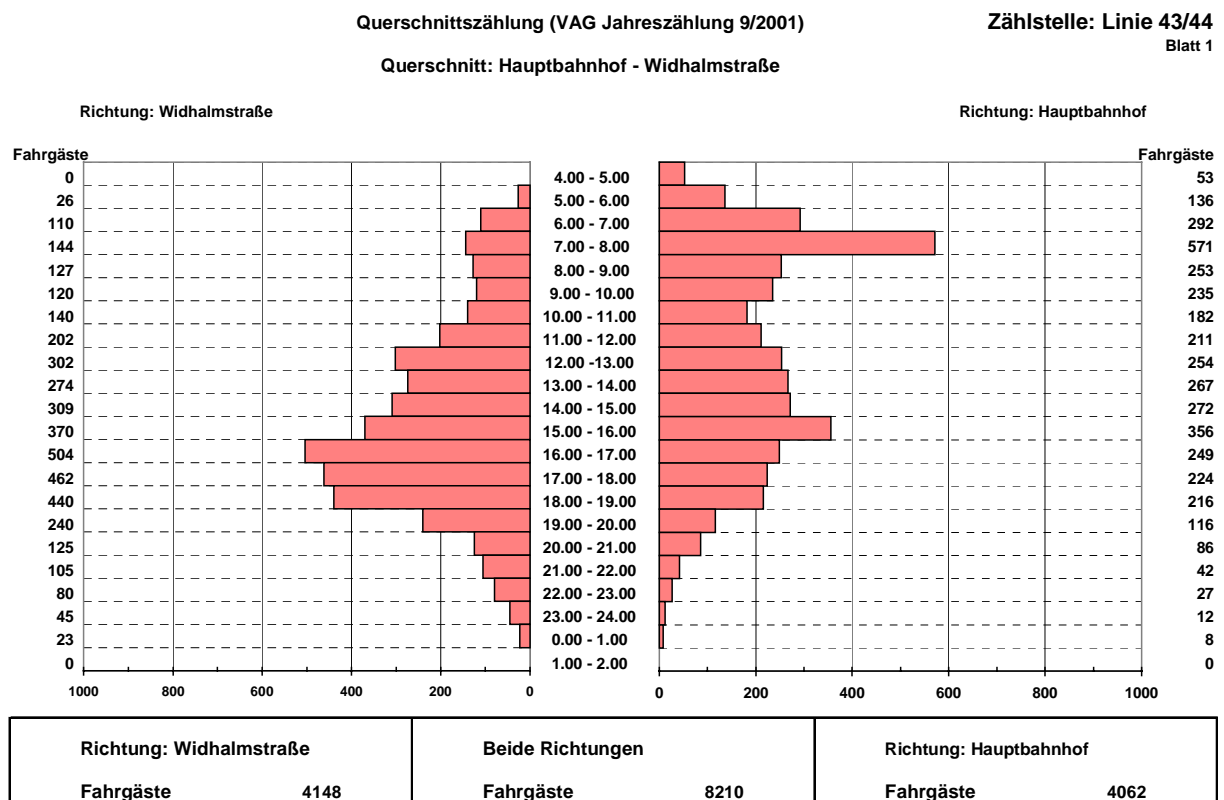 Querschnittszählung (VAG Jahreszählung 9/2001)
Zählstelle: Linie 43/44
Blatt 1
Querschnitt: Hauptbahnhof - Widhalmstraße
Richtung: Widhalmstraße
Richtung: Hauptbahnhof
Fahrgäste Fahrgäste
0 4.00 - 5.00 53
26 5.00 - 6.00 136
110 6.00 - 7.00 292
144 7.00 - 8.00 571
127 8.00 - 9.00 253
120 9.00 - 10.00 235
140 10.00 - 11.00 182
202 11.00 - 12.00 211
302 12.00 -13.00 254
274 13.00 - 14.00 267
309 14.00 - 15.00 272
370 15.00 - 16.00 356
504 16.00 - 17.00 249
462 17.00 - 18.00 224
440 18.00 - 19.00 216
240 19.00 - 20.00 116
125 20.00 - 21.00 86
105 21.00 - 22.00 42
80 22.00 - 23.00 27
45 23.00 - 24.00 12
23 0.00 - 1.00 8
0 1.00 - 2.00 0
1000 800 600 400 200 0 0 200 400 600 800 1000
Richtung: Widhalmstraße Beide Richtungen Richtung: Hauptbahnhof
Fahrgäste 4148 Fahrgäste 8210 Fahrgäste 4062